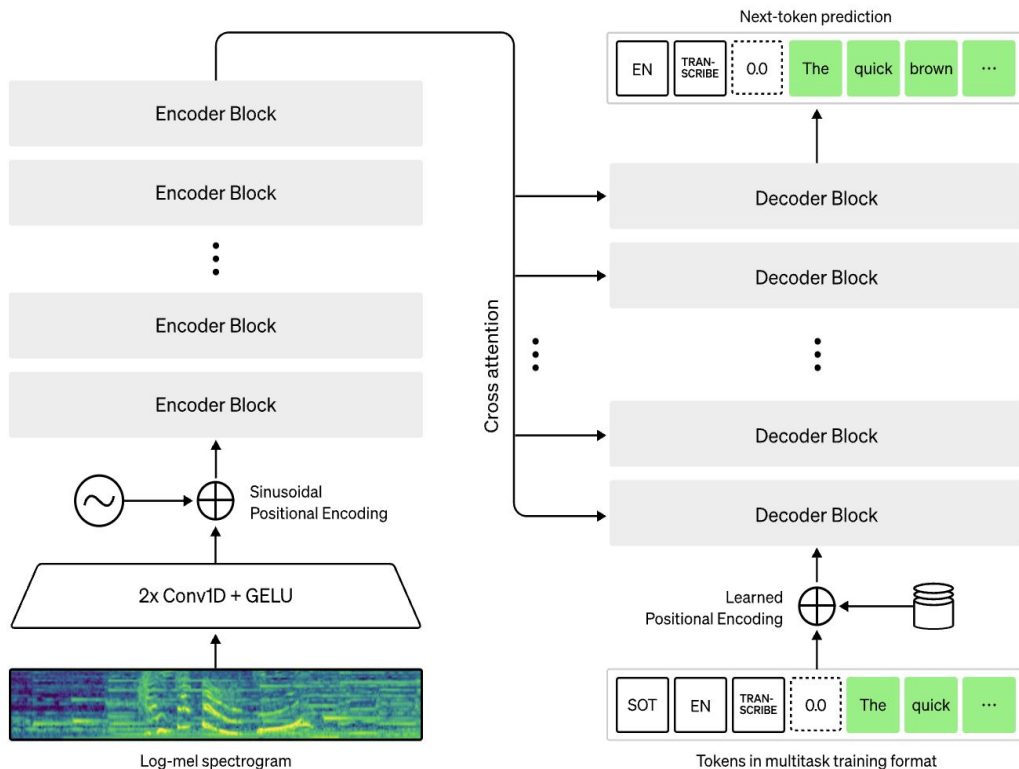 Next-token prediction
EN
TRAN-
SCRIBE
0.0
The
quick
brown
...
Encoder Block
Encoder Block
Encoder Block
Encoder Block
Cross attention
Decoder Block
Decoder Block
Decoder Block
Decoder Block
Sinusoidal
Positional Encoding
2x Conv1D + GELU
Log-mel spectrogram
Learned
Positional Encoding
SOT
EN
TRAN-
SCRIBE
0.0
The
quick
...
Tokens in multitask training format